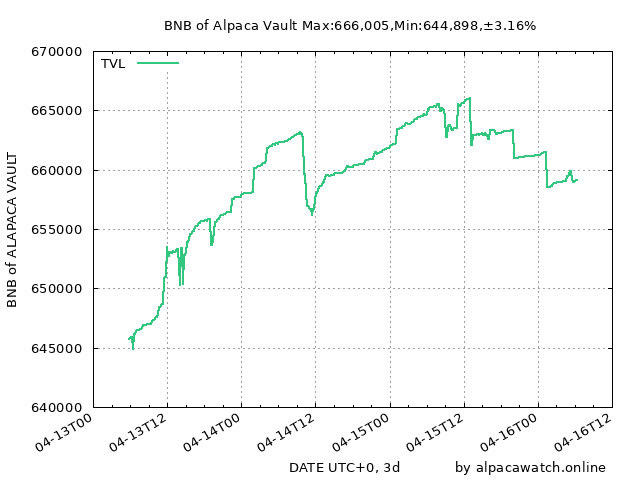 BNB of Alpaca Vault Max:666,005,Min:644,898,±3.16%
670000
TVL
665000
660000
655000
650000
645000
640000
BNB of ALAPACA VAULT
04-13T00
04-13T12
04-14T00
04-14T12
04-15T00
04-15T12
04-16T00
04-16T12
DATE UTC+0, 3d
by alpacawatch.online